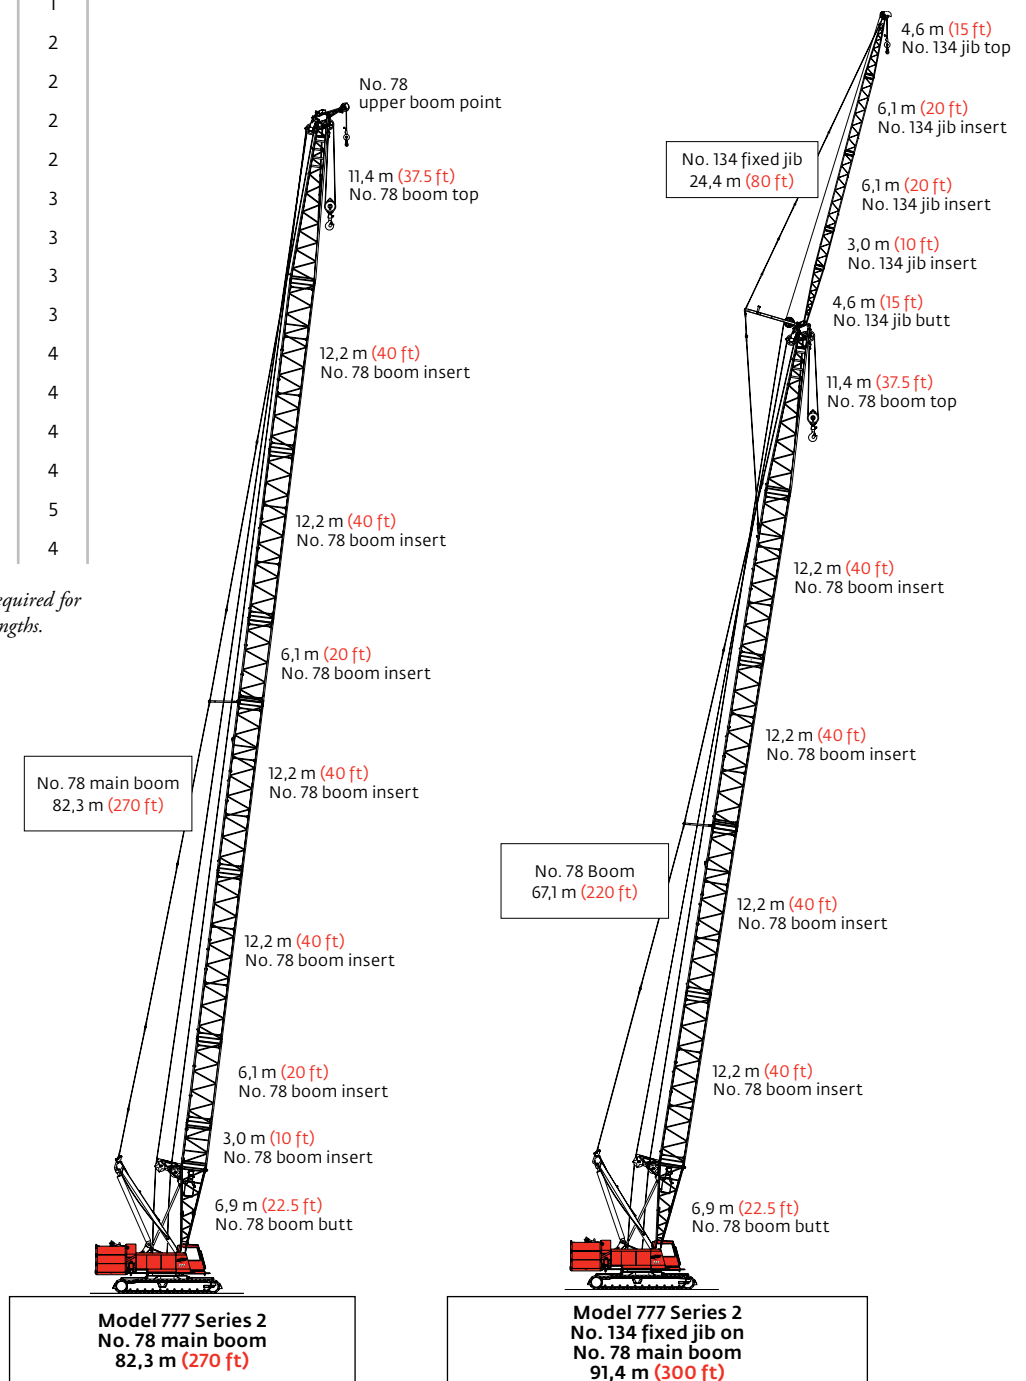 1
2
2
2
2
3
3
3
3
4
4
4
4
5
4
equired for
ngths.
No. 78
upper boom point
11,4 m (37.5 ft)
No. 78 boom top
12,2 m (40 ft)
No. 78 boom insert
12,2 m (40 ft)
No. 78 boom insert
6,1 m (20 ft)
No. 78 boom insert
No. 78 main boom
82,3 m (270 ft)
12,2 m (40 ft)
No. 78 boom insert
12,2 m (40 ft)
No. 78 boom insert
6,1 m (20 ft)
No. 78 boom insert
3,0 m (10 ft)
No. 78 boom insert
6,9 m (22.5 ft)
No. 78 boom butt
777
Model 777 Series 2
No. 78 main boom
82,3 m (270 ft)
4,6 m (15 ft)
No. 134 jib top
6,1 m (20 ft)
No. 134 jib insert
No. 134 fixed jib
24,4 m (80 ft)
6,1 m (20 ft)
No. 134 jib insert
3,0 m (10 ft)
No. 134 jib insert
4,6 m (15 ft)
No. 134 jib butt
11,4 m (37.5 ft)
No. 78 boom top
12,2 m (40 ft)
No. 78 boom insert
12,2 m (40 ft)
No. 78 boom insert
No. 78 Boom
67,1 m (220 ft)
12,2 m (40 ft)
No. 78 boom insert
12,2 m (40 ft)
No. 78 boom insert
6,9 m (22.5 ft)
No. 78 boom butt
777
Model 777 Series 2
No. 134 fixed jib on
No. 78 main boom
91,4 m (300 ft)